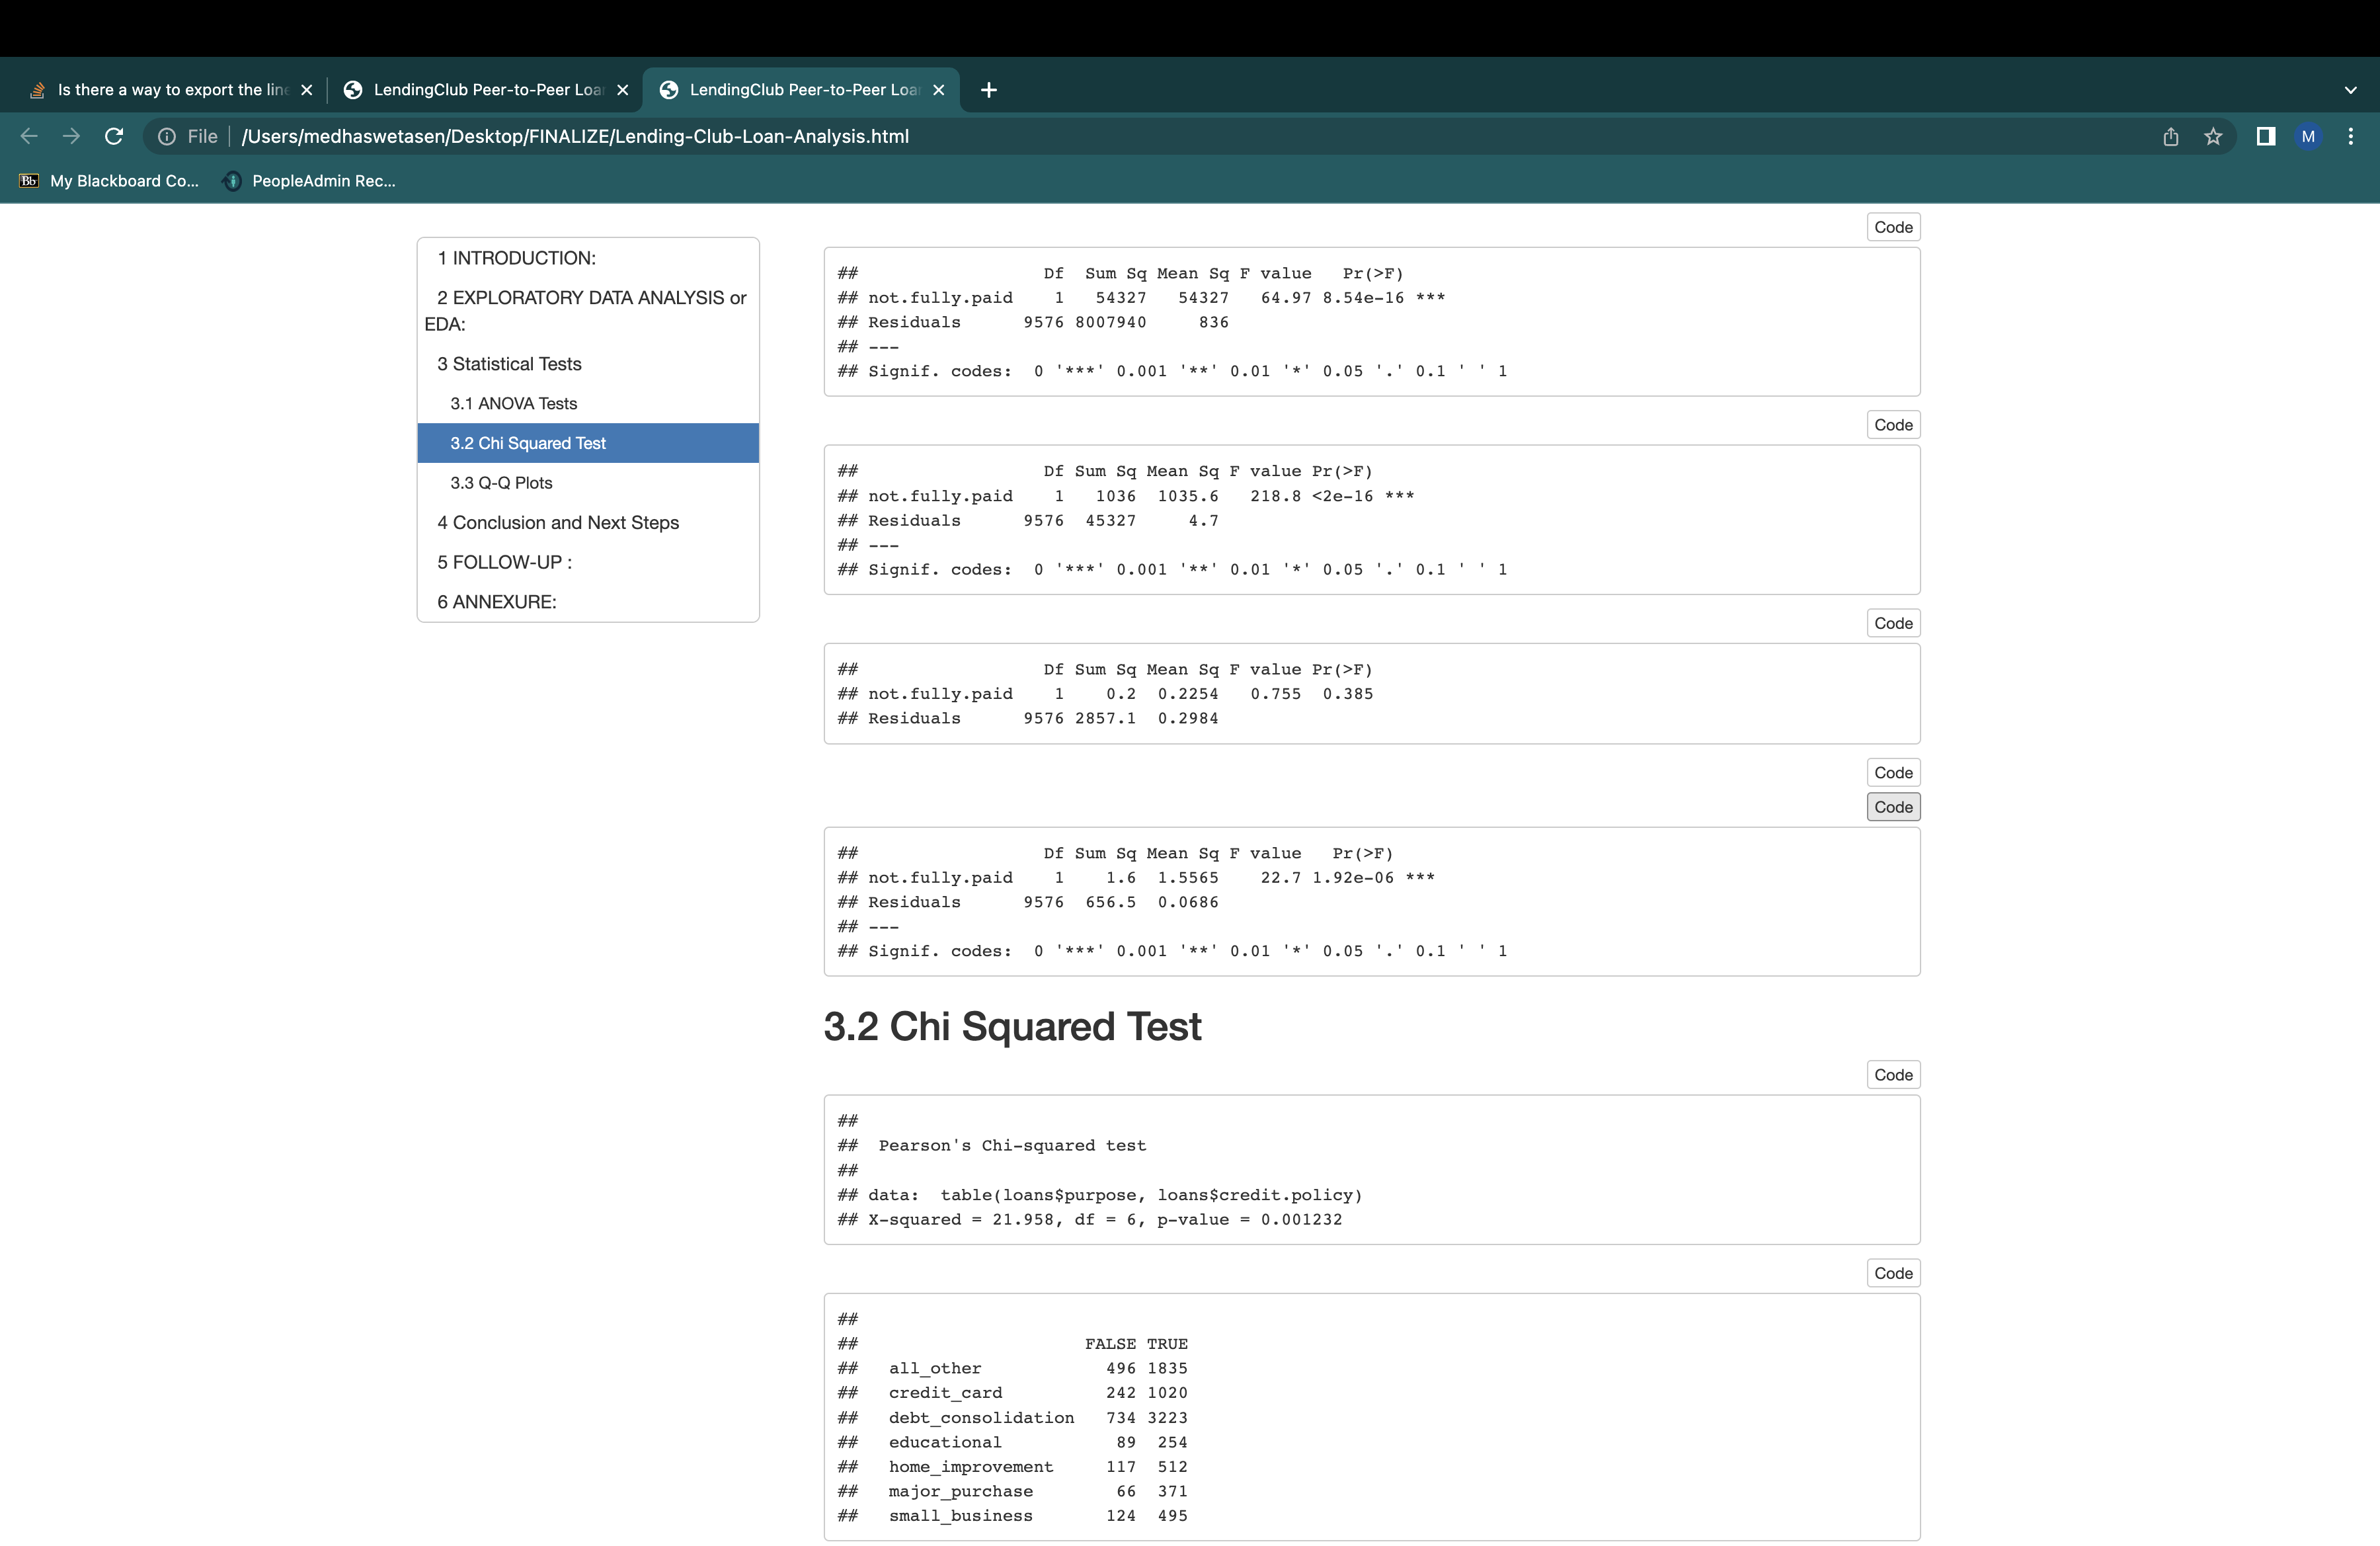 Is there a way to export the line
LendingClub Peer-to-Peer Loan
LendingClub Peer-to-Peer Loan
File /Users/medhaswetasen/Desktop/FINALIZE/Lending-Club-Loan-Analysis.html
M
Bb My Blackboard Co...
PeopleAdmin Rec...
1 INTRODUCTION:
2 EXPLORATORY DATA ANALYSIS or
EDA:
3 Statistical Tests
3.1 ANOVA Tests
3.2 Chi Squared Test
3.3 Q-Q Plots
4 Conclusion and Next Steps
5 FOLLOW-UP :
6 ANNEXURE:
Code
##                  Df  Sum Sq Mean Sq F value   Pr(>F)
## not.fully.paid    1   54327   54327   64.97 8.54e-16 ***
## Residuals      9576 8007940     836
## ---
## Signif. codes:  0 '***' 0.001 '**' 0.01 '*' 0.05 '.' 0.1 ' ' 1
Code
##                  Df Sum Sq Mean Sq F value Pr(>F)
## not.fully.paid    1   1036  1035.6   218.8 <2e-16 ***
## Residuals      9576  45327     4.7
## ---
## Signif. codes:  0 '***' 0.001 '**' 0.01 '*' 0.05 '.' 0.1 ' ' 1
Code
##                  Df Sum Sq Mean Sq F value Pr(>F)
## not.fully.paid    1    0.2  0.2254   0.755  0.385
## Residuals      9576 2857.1  0.2984
Code
Code
##                  Df Sum Sq Mean Sq F value   Pr(>F)
## not.fully.paid    1    1.6  1.5565    22.7 1.92e-06 ***
## Residuals      9576  656.5  0.0686
## ---
## Signif. codes:  0 '***' 0.001 '**' 0.01 '*' 0.05 '.' 0.1 ' ' 1
3.2 Chi Squared Test
Code
##
##  Pearson's Chi-squared test
##
## data:  table(loans$purpose, loans$credit.policy)
## X-squared = 21.958, df = 6, p-value = 0.001232
Code
##
##                      FALSE TRUE
##   all_other            496 1835
##   credit_card          242 1020
##   debt_consolidation   734 3223
##   educational           89  254
##   home_improvement     117  512
##   major_purchase        66  371
##   small_business       124  495